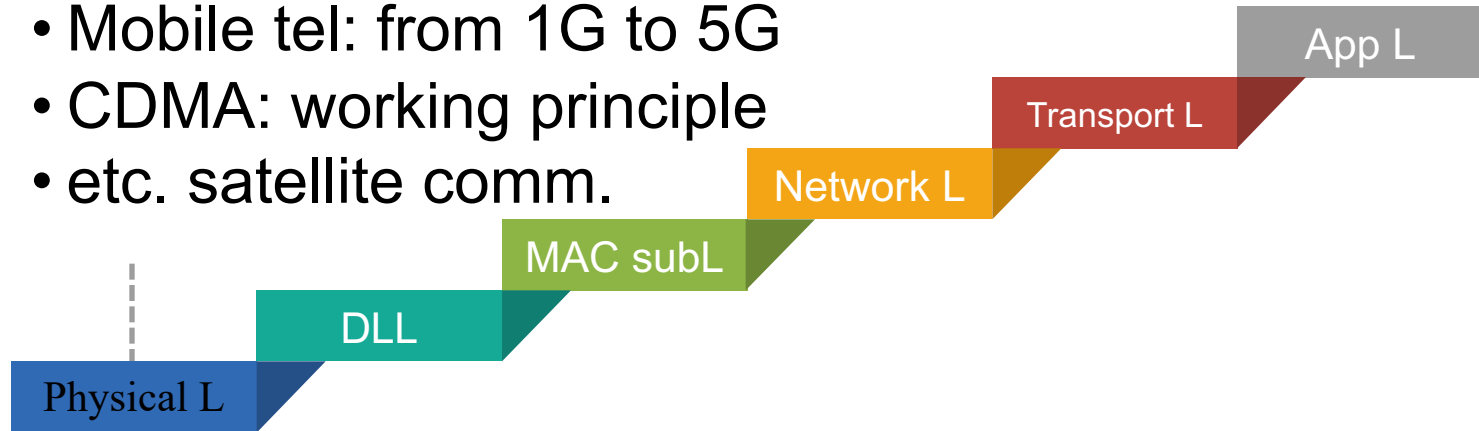 • Mobile tel: from 1G to 5G
• CDMA: working principle
• etc. satellite comm.
App L
Transport L
Network L
MAC subL
DLL
Physical L